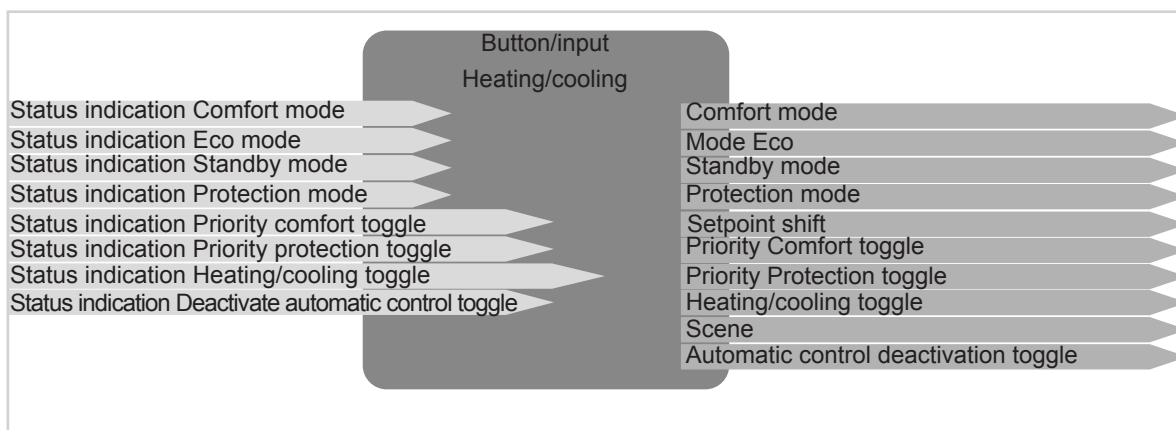 Button/input
Heating/cooling
Status indication Comfort mode
Status indication Eco mode
Status indication Standby mode
Status indication Protection mode
Status indication Priority comfort toggle
Status indication Priority protection toggle
Status indication Heating/cooling toggle
Status indication Deactivate automatic control toggle
Comfort mode
Mode Eco
Standby mode
Protection mode
Setpoint shift
Priority Comfort toggle
Priority Protection toggle
Heating/cooling toggle
Scene
Automatic control deactivation toggle